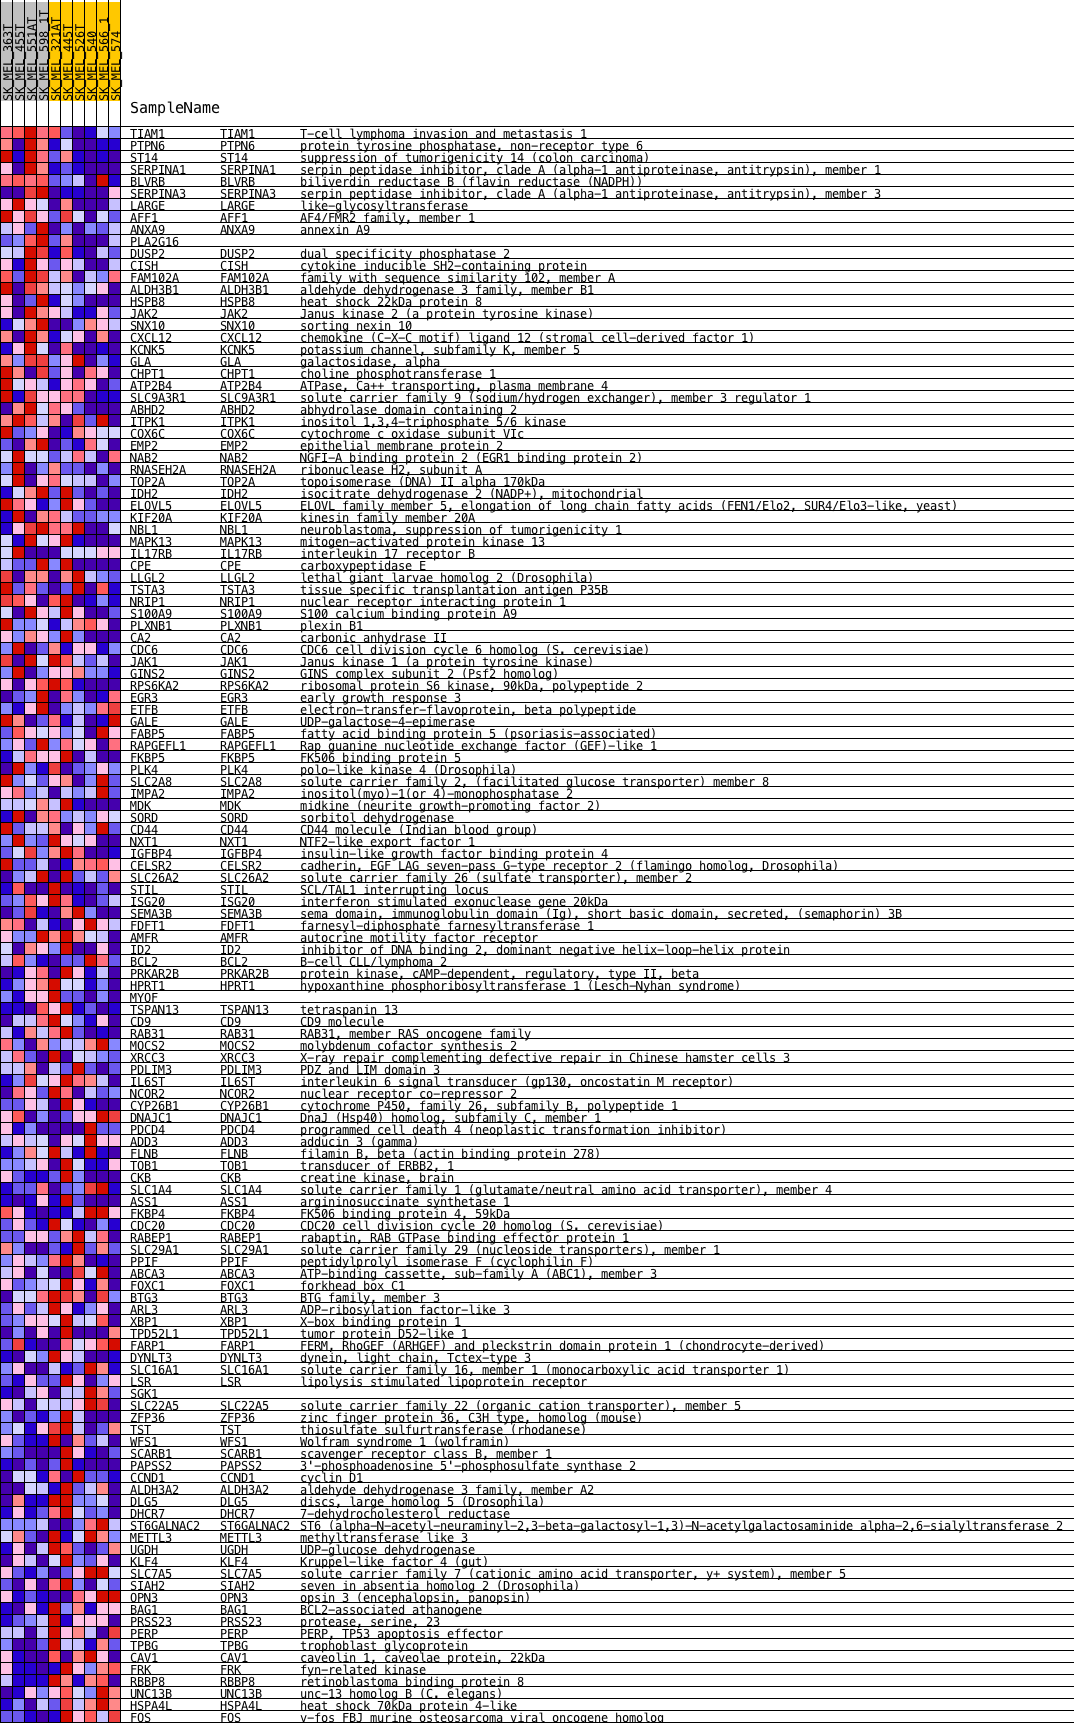 SK_MEL_363T
SK_MEL_455T
SK_MEL_551AT
SK_MEL_598_1T
SK_MEL_321AT
SK_MEL_445T
SK_MEL_526T
SK_MEL_540
SK_MEL_566_1
SK_MEL_574
SampleName
TIAM1 TIAM1 T-cell lymphoma invasion and metastasis 1
PTPN6 PTPN6 protein tyrosine phosphatase, non-receptor type 6
ST14 ST14 suppression of tumorigenicity 14 (colon carcinoma)
SERPINA1 SERPINA1 serpin peptidase inhibitor, clade A (alpha-1 antiproteinase, antitrypsin), member 1
BLVRB BLVRB biliverdin reductase B (flavin reductase (NADPH))
SERPINA3 SERPINA3 serpin peptidase inhibitor, clade A (alpha-1 antiproteinase, antitrypsin), member 3
LARGE LARGE like-glycosyltransferase
AFF1 AFF1 AF4/FMR2 family, member 1
ANXA9 ANXA9 annexin A9
PLA2G16
DUSP2 DUSP2 dual specificity phosphatase 2
CISH CISH cytokine inducible SH2-containing protein
FAM102A FAM102A family with sequence similarity 102, member A
ALDH3B1 ALDH3B1 aldehyde dehydrogenase 3 family, member B1
HSPB8 HSPB8 heat shock 22kDa protein 8
JAK2 JAK2 Janus kinase 2 (a protein tyrosine kinase)
SNX10 SNX10 sorting nexin 10
CXCL12 CXCL12 chemokine (C-X-C motif) ligand 12 (stromal cell-derived factor 1)
KCNK5 KCNK5 potassium channel, subfamily K, member 5
GLA GLA galactosidase, alpha
CHPT1 CHPT1 choline phosphotransferase 1
ATP2B4 ATP2B4 ATPase, Ca++ transporting, plasma membrane 4
SLC9A3R1 SLC9A3R1 solute carrier family 9 (sodium/hydrogen exchanger), member 3 regulator 1
ABHD2 ABHD2 abhydrolase domain containing 2
ITPK1 ITPK1 inositol 1,3,4-triphosphate 5/6 kinase
COX6C COX6C cytochrome c oxidase subunit VIc
EMP2 EMP2 epithelial membrane protein 2
NAB2 NAB2 NGFI-A binding protein 2 (EGR1 binding protein 2)
RNASEH2A RNASEH2A ribonuclease H2, subunit A
TOP2A TOP2A topoisomerase (DNA) II alpha 170kDa
IDH2 IDH2 isocitrate dehydrogenase 2 (NADP+), mitochondrial
ELOVL5 ELOVL5 ELOVL family member 5, elongation of long chain fatty acids (FEN1/Elo2, SUR4/Elo3-like, yeast)
KIF20A KIF20A kinesin family member 20A
NBL1 NBL1 neuroblastoma, suppression of tumorigenicity 1
MAPK13 MAPK13 mitogen-activated protein kinase 13
IL17RB IL17RB interleukin 17 receptor B
CPE CPE carboxypeptidase E
LLGL2 LLGL2 lethal giant larvae homolog 2 (Drosophila)
TSTA3 TSTA3 tissue specific transplantation antigen P35B
NRIP1 NRIP1 nuclear receptor interacting protein 1
S100A9 S100A9 S100 calcium binding protein A9
PLXNB1 PLXNB1 plexin B1
CA2 CA2 carbonic anhydrase II
CDC6 CDC6 CDC6 cell division cycle 6 homolog (S. cerevisiae)
JAK1 JAK1 Janus kinase 1 (a protein tyrosine kinase)
GINS2 GINS2 GINS complex subunit 2 (Psf2 homolog)
RPS6KA2 RPS6KA2 ribosomal protein S6 kinase, 90kDa, polypeptide 2
EGR3 EGR3 early growth response 3
ETFB ETFB electron-transfer-flavoprotein, beta polypeptide
GALE GALE UDP-galactose-4-epimerase
FABP5 FABP5 fatty acid binding protein 5 (psoriasis-associated)
RAPGEFL1 RAPGEFL1 Rap guanine nucleotide exchange factor (GEF)-like 1
FKBP5 FKBP5 FK506 binding protein 5
PLK4 PLK4 polo-like kinase 4 (Drosophila)
SLC2A8 SLC2A8 solute carrier family 2, (facilitated glucose transporter) member 8
IMPA2 IMPA2 inositol(myo)-1(or 4)-monophosphatase 2
MDK MDK midkine (neurite growth-promoting factor 2)
SORD SORD sorbitol dehydrogenase
CD44 CD44 CD44 molecule (Indian blood group)
NXT1 NXT1 NTF2-like export factor 1
IGFBP4 IGFBP4 insulin-like growth factor binding protein 4
CELSR2 CELSR2 cadherin, EGF LAG seven-pass G-type receptor 2 (flamingo homolog, Drosophila)
SLC26A2 SLC26A2 solute carrier family 26 (sulfate transporter), member 2
STIL STIL SCL/TAL1 interrupting locus
ISG20 ISG20 interferon stimulated exonuclease gene 20kDa
SEMA3B SEMA3B sema domain, immunoglobulin domain (Ig), short basic domain, secreted, (semaphorin) 3B
FDFT1 FDFT1 farnesyl-diphosphate farnesyltransferase 1
AMFR AMFR autocrine motility factor receptor
ID2 ID2 inhibitor of DNA binding 2, dominant negative helix-loop-helix protein
BCL2 BCL2 B-cell CLL/lymphoma 2
PRKAR2B PRKAR2B protein kinase, cAMP-dependent, regulatory, type II, beta
HPRT1 HPRT1 hypoxanthine phosphoribosyltransferase 1 (Lesch-Nyhan syndrome)
MYOF
TSPAN13 TSPAN13 tetraspanin 13
CD9 CD9 CD9 molecule
RAB31 RAB31 RAB31, member RAS oncogene family
MOCS2 MOCS2 molybdenum cofactor synthesis 2
XRCC3 XRCC3 X-ray repair complementing defective repair in Chinese hamster cells 3
PDLIM3 PDLIM3 PDZ and LIM domain 3
IL6ST IL6ST interleukin 6 signal transducer (gp130, oncostatin M receptor)
NCOR2 NCOR2 nuclear receptor co-repressor 2
CYP26B1 CYP26B1 cytochrome P450, family 26, subfamily B, polypeptide 1
DNAJC1 DNAJC1 DnaJ (Hsp40) homolog, subfamily C, member 1
PDCD4 PDCD4 programmed cell death 4 (neoplastic transformation inhibitor)
ADD3 ADD3 adducin 3 (gamma)
FLNB FLNB filamin B, beta (actin binding protein 278)
TOB1 TOB1 transducer of ERBB2, 1
CKB CKB creatine kinase, brain
SLC1A4 SLC1A4 solute carrier family 1 (glutamate/neutral amino acid transporter), member 4
ASS1 ASS1 argininosuccinate synthetase 1
FKBP4 FKBP4 FK506 binding protein 4, 59kDa
CDC20 CDC20 CDC20 cell division cycle 20 homolog (S. cerevisiae)
RABEP1 RABEP1 rabaptin, RAB GTPase binding effector protein 1
SLC29A1 SLC29A1 solute carrier family 29 (nucleoside transporters), member 1
PPIF PPIF peptidylprolyl isomerase F (cyclophilin F)
ABCA3 ABCA3 ATP-binding cassette, sub-family A (ABC1), member 3
FOXC1 FOXC1 forkhead box C1
BTG3 BTG3 BTG family, member 3
ARL3 ARL3 ADP-ribosylation factor-like 3
XBP1 XBP1 X-box binding protein 1
TPD52L1 TPD52L1 tumor protein D52-like 1
FARP1 FARP1 FERM, RhoGEF (ARHGEF) and pleckstrin domain protein 1 (chondrocyte-derived)
DYNLT3 DYNLT3 dynein, light chain, Tctex-type 3
SLC16A1 SLC16A1 solute carrier family 16, member 1 (monocarboxylic acid transporter 1)
LSR LSR lipolysis stimulated lipoprotein receptor
SGK1
SLC22A5 SLC22A5 solute carrier family 22 (organic cation transporter), member 5
ZFP36 ZFP36 zinc finger protein 36, C3H type, homolog (mouse)
TST TST thiosulfate sulfurtransferase (rhodanese)
WFS1 WFS1 Wolfram syndrome 1 (wolframin)
SCARB1 SCARB1 scavenger receptor class B, member 1
PAPSS2 PAPSS2 3'-phosphoadenosine 5'-phosphosulfate synthase 2
CCND1 CCND1 cyclin D1
ALDH3A2 ALDH3A2 aldehyde dehydrogenase 3 family, member A2
DLG5 DLG5 discs, large homolog 5 (Drosophila)
DHCR7 DHCR7 7-dehydrocholesterol reductase
ST6GALNAC2 ST6GALNAC2 ST6 (alpha-N-acetyl-neuraminyl-2,3-beta-galactosyl-1,3)-N-acetylgalactosaminide alpha-2,6-sialyltransferase 2
METTL3 METTL3 methyltransferase like 3
UGDH UGDH UDP-glucose dehydrogenase
KLF4 KLF4 Kruppel-like factor 4 (gut)
SLC7A5 SLC7A5 solute carrier family 7 (cationic amino acid transporter, y+ system), member 5
SIAH2 SIAH2 seven in absentia homolog 2 (Drosophila)
OPN3 OPN3 opsin 3 (encephalopsin, panopsin)
BAG1 BAG1 BCL2-associated athanogene
PRSS23 PRSS23 protease, serine, 23
PERP PERP PERP, TP53 apoptosis effector
TPBG TPBG trophoblast glycoprotein
CAV1 CAV1 caveolin 1, caveolae protein, 22kDa
FRK FRK fyn-related kinase
RBBP8 RBBP8 retinoblastoma binding protein 8
UNC13B UNC13B unc-13 homolog B (C. elegans)
HSPA4L HSPA4L heat shock 70kDa protein 4-like
FOS FOS v-fos FBJ murine osteosarcoma viral oncogene homolog